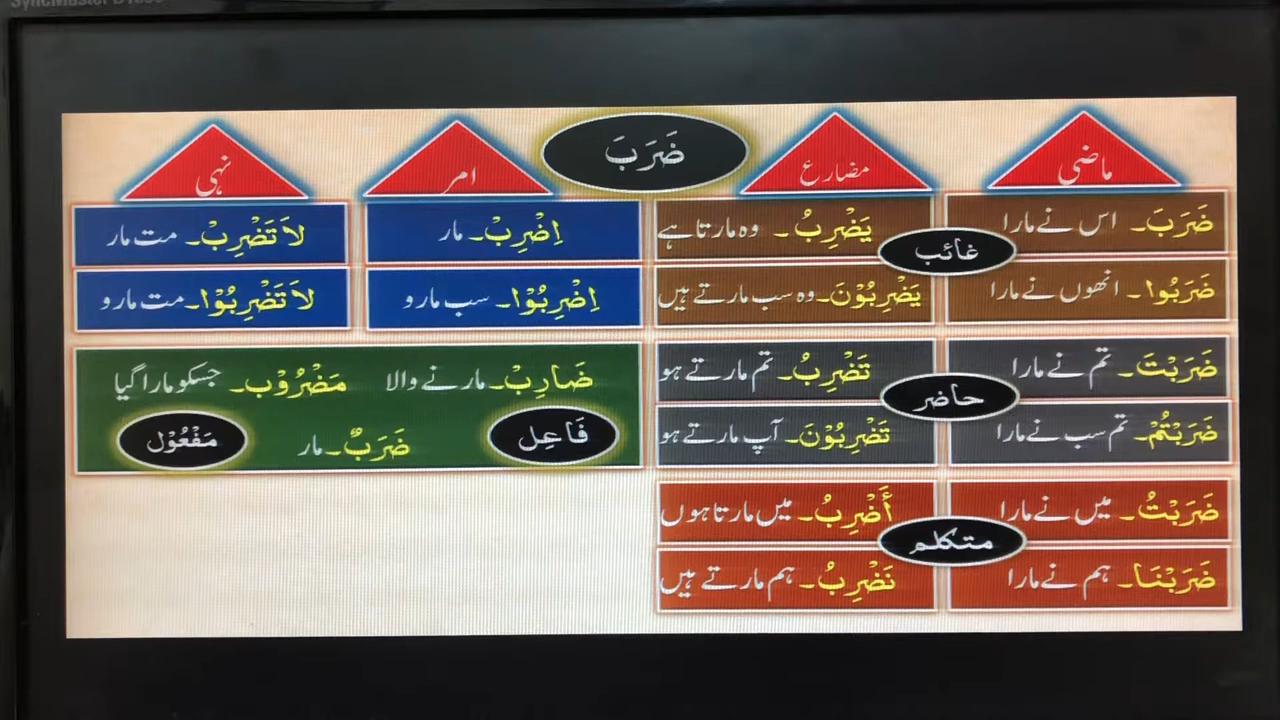 SyncMaster
ضَرَبَ
ماضی
مضارع
امر
نہی
ضَرَبَ۔ اس نے مارا
یَضْرِبُ۔ وہ مارتا ہے
اِضْرِبْ۔ مار
لاَ تَضْرِبْ۔ مت مار
غائب
ضَرَبُوا۔ انھوں نے مارا
یَضْرِبُوْنَ۔ وہ سب مارتے ہیں
اِضْرِبُوْا۔ سب مارو
لاَ تَضْرِبُوْا۔ مت مارو
ضَرَبْتَ۔ تم نے مارا
تَضْرِبُ۔ تم مارتے ہو
ضَارِبْ۔ مارنے والا
مَضْرُوْب۔ جسکو مارا گیا
حاضر
ضَرَبْتُمْ۔ تم سب نے مارا
تَضْرِبُوْنَ۔ آپ مارتے ہو
فَاعِل
ضَرَبٌ۔ مار
مَفْعُوْل
ضَرَبْتُ۔ میں نے مارا
أَضْرِبُ۔ میں مارتا ہوں
متکلم
ضَرَبْنَا۔ ہم نے مارا
نَضْرِبُ۔ ہم مارتے ہیں